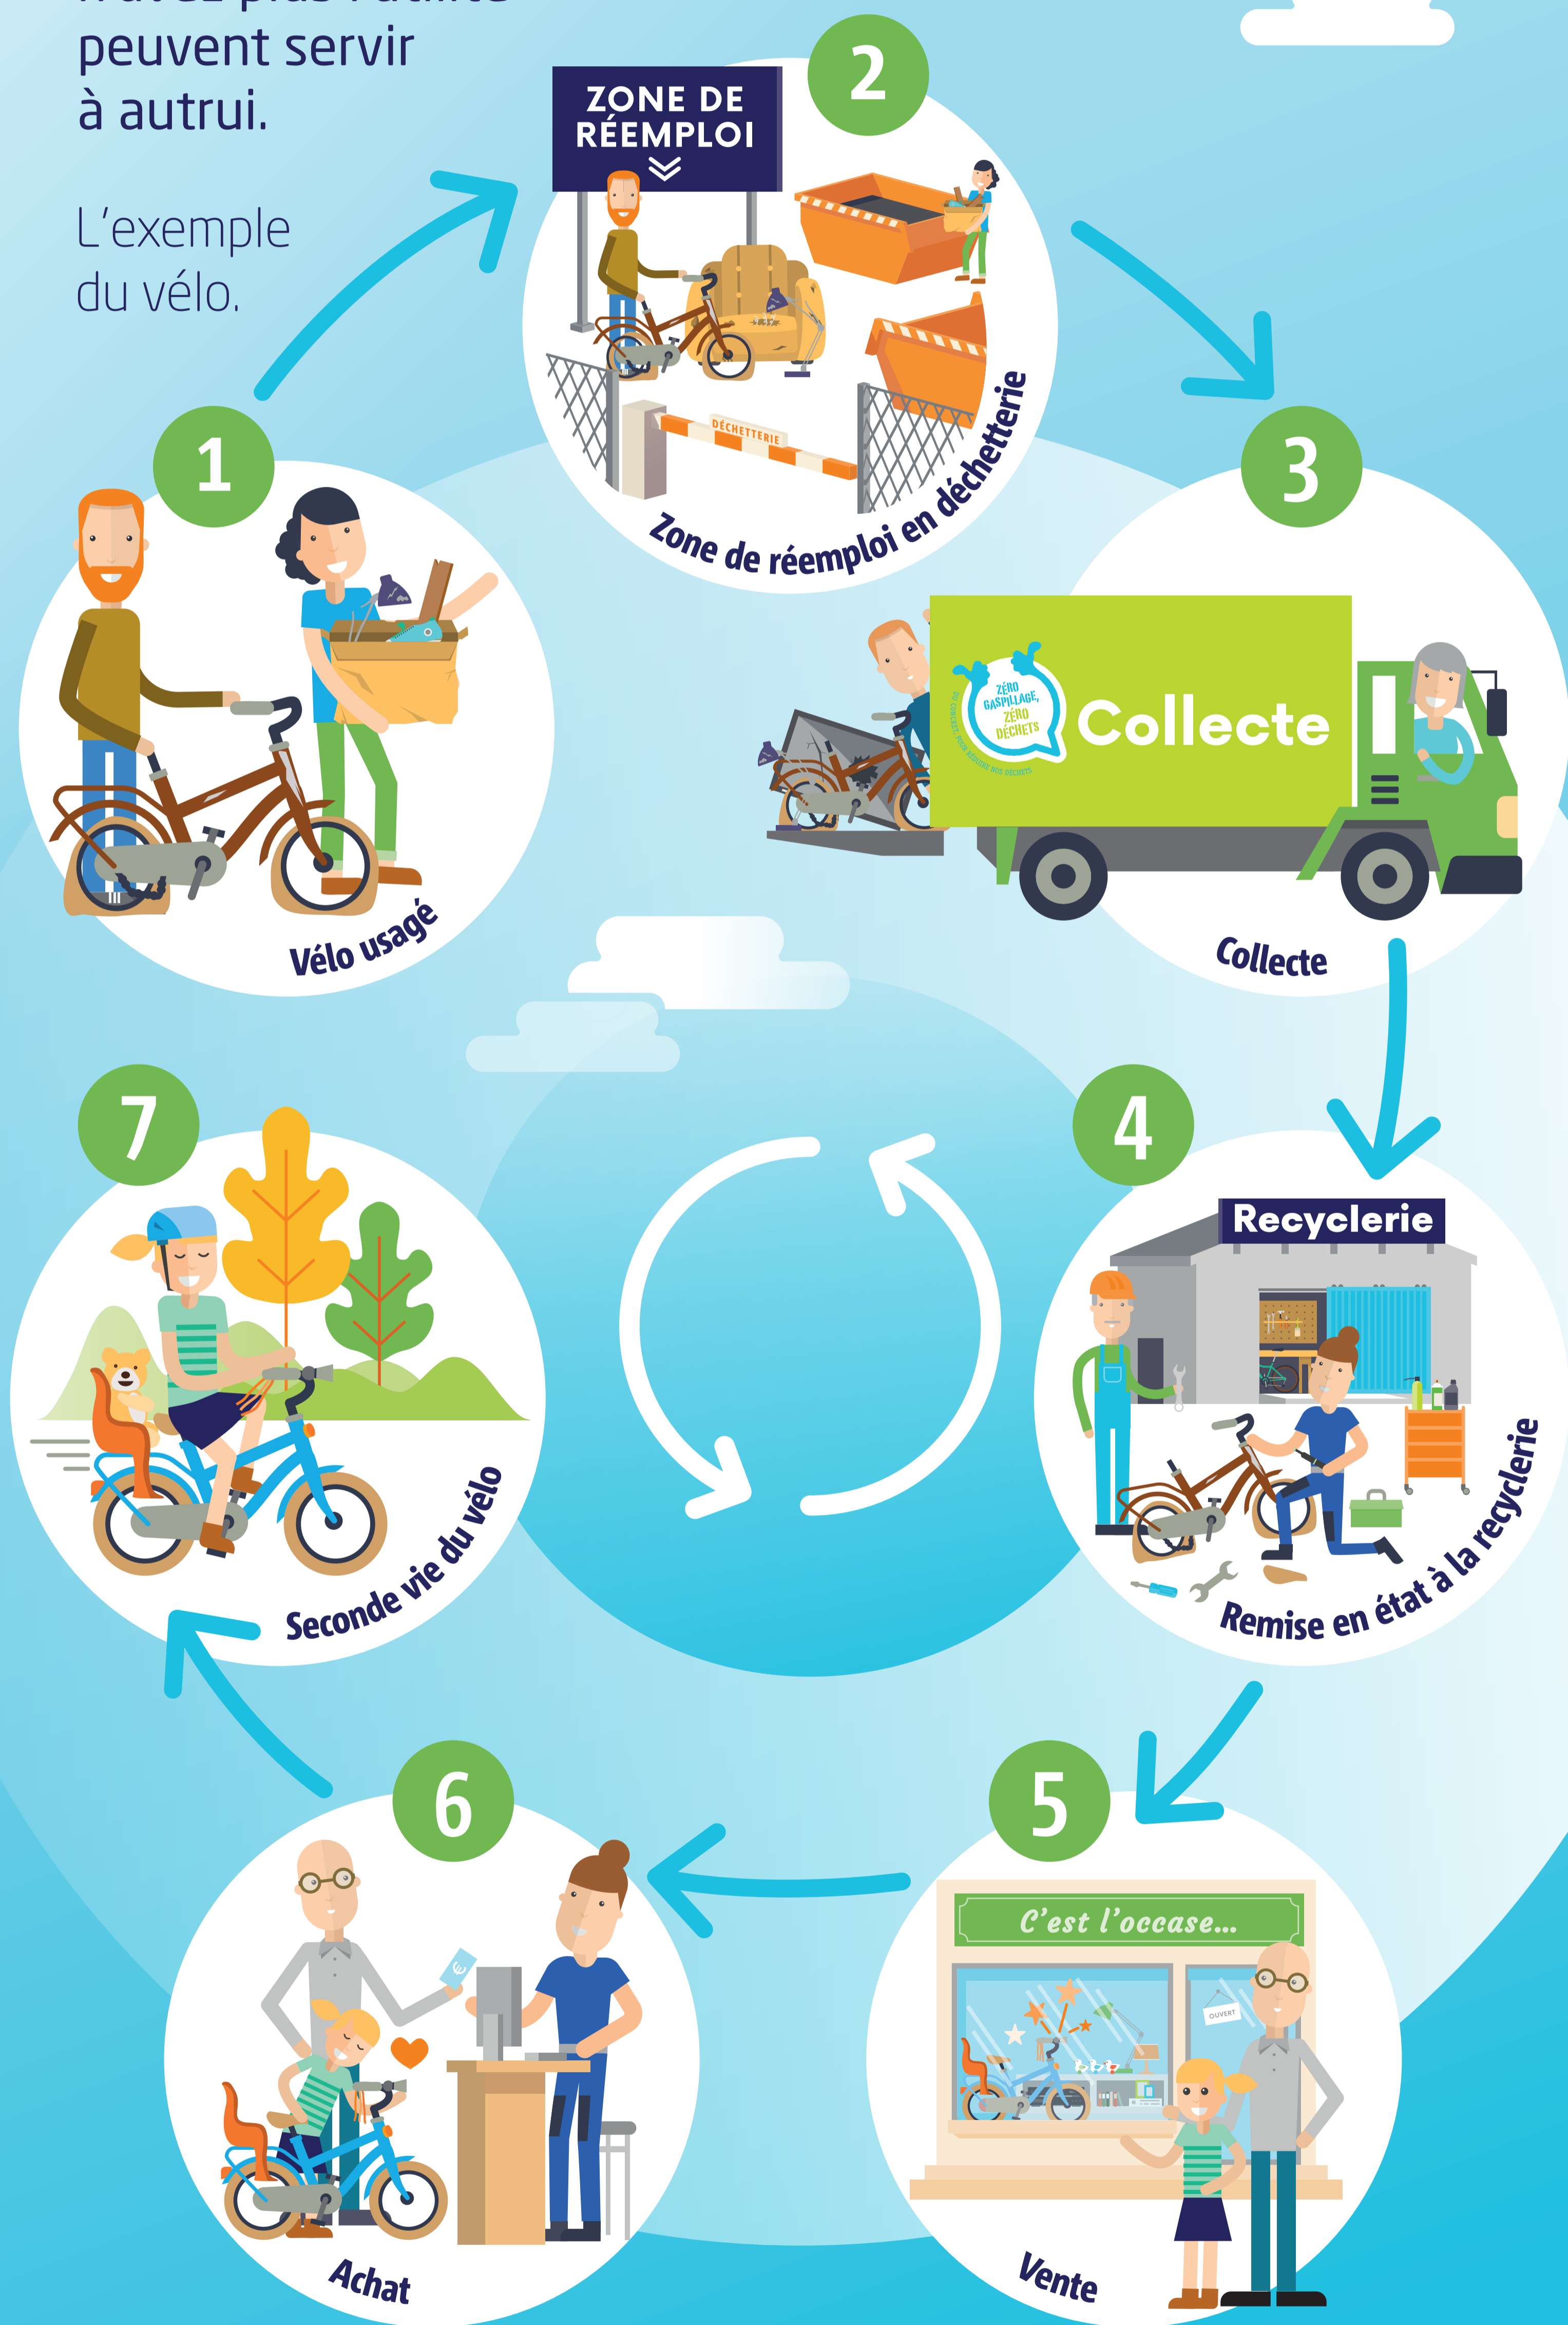 peuvent servir
à autrui.
L'exemple
du vélo.
1
Vélo usagé
2
ZONE DE
RÉEMPLOI
DÉCHETTERIE
Zone de réemploi en déchetterie
3
ZÉRO
GASPILLAGE,
ZÉRO
DÉCHETS
Collecte
Collecte
4
Recyclerie
Remise en état à la recyclerie
5
C'est l'occase...
OUVERT
Vente
6
€
Achat
7
Seconde vie du vélo